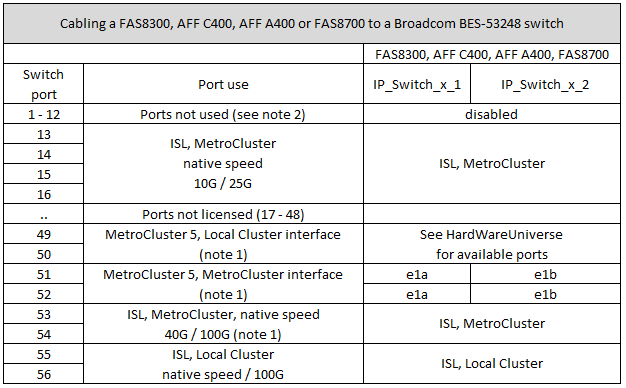 Cabling a FAS8300, AFF C400, AFF A400 or FAS8700 to a Broadcom BES-53248 switch
FAS8300, AFF C400, AFF A400, FAS8700
Switch port Port use IP_Switch_x_1 IP_Switch_x_2
1 - 12 Ports not used (see note 2) disabled
13
14
15
16
ISL, MetroCluster
native speed
10G / 25G
ISL, MetroCluster
.. Ports not licensed (17 - 48)
49
50
MetroCluster 5, Local Cluster interface
(note 1)
See HardWareUniverse
for available ports
51
52
MetroCluster 5, MetroCluster interface
(note 1)
e1a e1b
e1a e1b
53
54
ISL, MetroCluster, native speed
40G / 100G (note 1)
ISL, MetroCluster
55
56
ISL, Local Cluster
native speed / 100G
ISL, Local Cluster